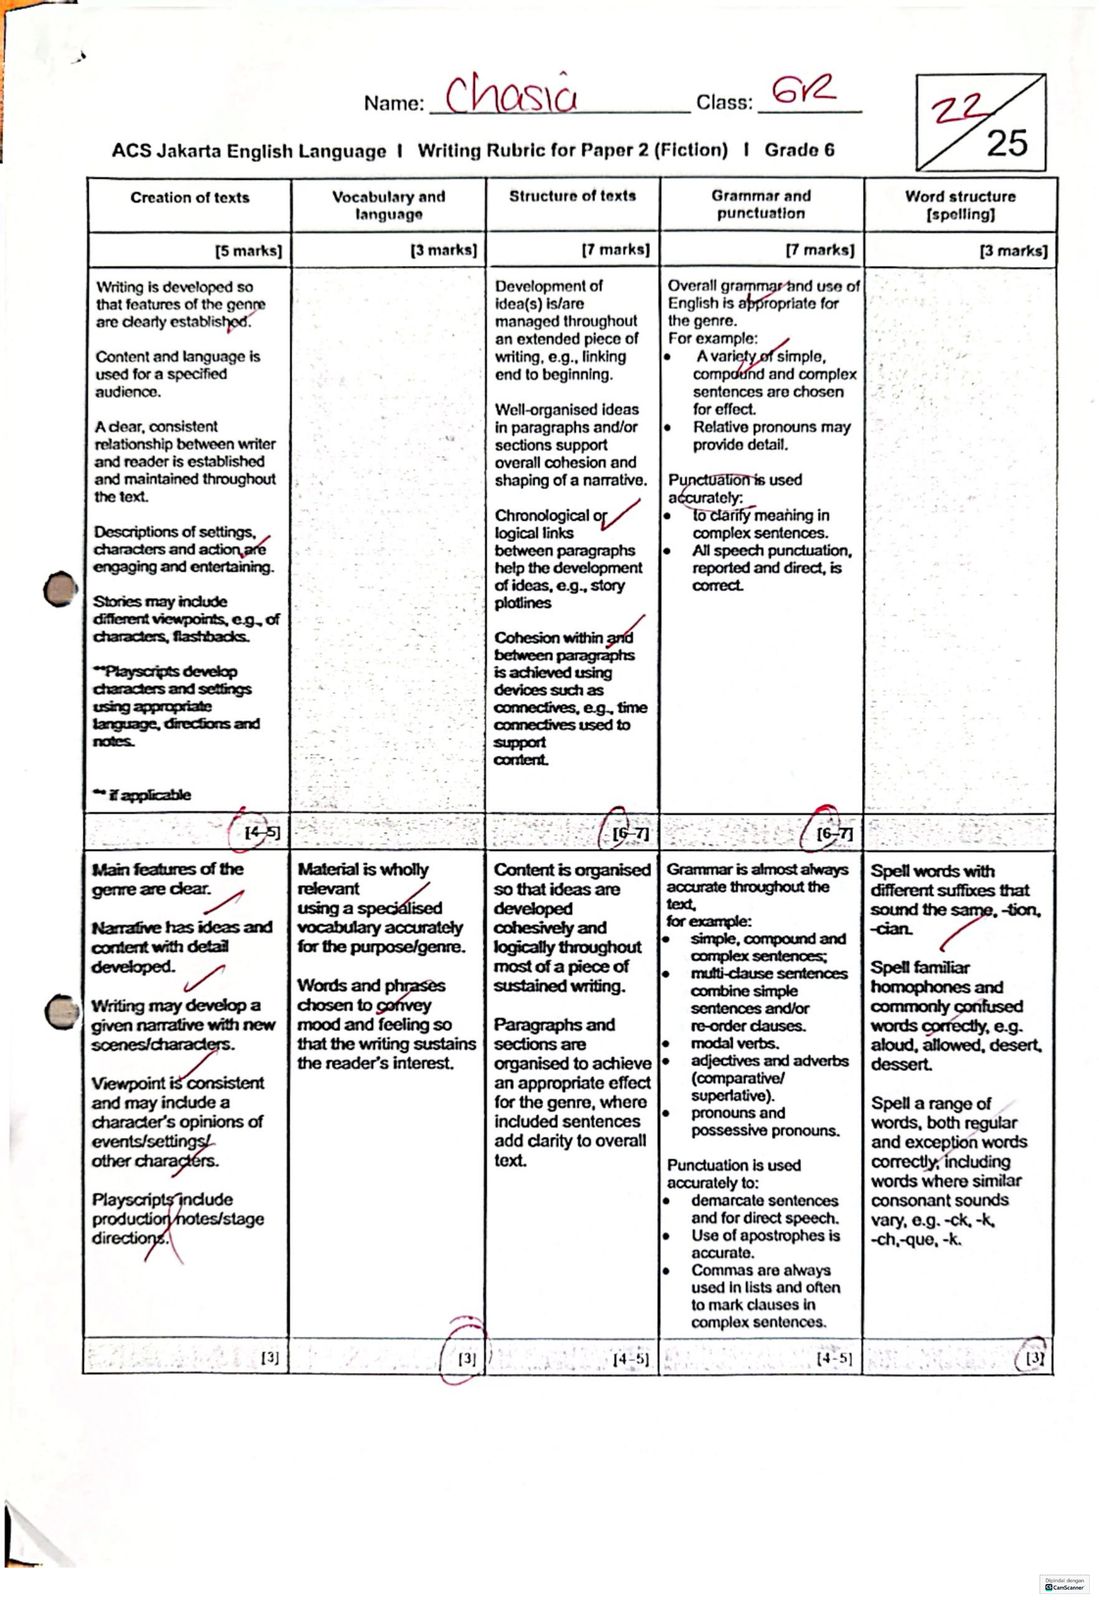 Name: Chasia Class: 6R
22/25
ACS Jakarta English Language I Writing Rubric for Paper 2 (Fiction) I Grade 6
Creation of texts
[5 marks]
Vocabulary and
language
[3 marks]
Structure of texts
[7 marks]
Grammar and
punctuation
[7 marks]
Word structure
[spelling]
[3 marks]
Writing is developed so
that features of the genre
are clearly established.
Content and language is
used for a specified
audience.
A clear, consistent
relationship between writer
and reader is established
and maintained throughout
the text.
Descriptions of settings,
characters and action are
engaging and entertaining.
Stories may include
different viewpoints, e.g., of
characters, flashbacks.
**Playscripts develop
characters and settings
using appropriate
language, directions and
notes.
** if applicable
[4-5]
Development of
idea(s) is/are
managed throughout
an extended piece of
writing, e.g., linking
end to beginning.
Well-organised ideas
in paragraphs and/or
sections support
overall cohesion and
shaping of a narrative.
Chronological or
logical links
between paragraphs
help the development
of ideas, e.g., story
plotlines
Cohesion within and
between paragraphs
is achieved using
devices such as
connectives, e.g., time
connectives used to
support
content.
[6-7]
Overall grammar and use of
English is appropriate for
the genre.
For example:
• A variety of simple,
compound and complex
sentences are chosen
for effect.
• Relative pronouns may
provide detail.
Punctuation is used
accurately:
• to clarify meaning in
complex sentences.
• All speech punctuation,
reported and direct, is
correct.
[6-7]
Main features of the
genre are clear.
Narrative has ideas and
content with detail
developed.
Writing may develop a
given narrative with new
scenes/characters.
Viewpoint is consistent
and may include a
character's opinions of
events/settings/
other characters.
Playscripts include
production notes/stage
directions.
[3]
Material is wholly
relevant
using a specialised
vocabulary accurately
for the purpose/genre.
Words and phrases
chosen to convey
mood and feeling so
that the writing sustains
the reader's interest.
[3]
Content is organised
so that ideas are
developed
cohesively and
logically throughout
most of a piece of
sustained writing.
Paragraphs and
sections are
organised to achieve
an appropriate effect
for the genre, where
included sentences
add clarity to overall
text.
[4-5]
Grammar is almost always
accurate throughout the
text,
for example:
• simple, compound and
complex sentences;
• multi-clause sentences
combine simple
sentences and/or
re-order clauses.
• modal verbs.
• adjectives and adverbs
(comparative/
superlative).
• pronouns and
possessive pronouns.
Punctuation is used
accurately to:
• demarcate sentences
and for direct speech.
• Use of apostrophes is
accurate.
• Commas are always
used in lists and often
to mark clauses in
complex sentences.
[4-5]
Spell words with
different suffixes that
sound the same, -tion,
-cian.
Spell familiar
homophones and
commonly confused
words correctly, e.g.
aloud, allowed, desert,
dessert.
Spell a range of
words, both regular
and exception words
correctly, including
words where similar
consonant sounds
vary, e.g. -ck, -k,
-ch,-que, -k.
[3]
Dipindai dengan
CamScanner